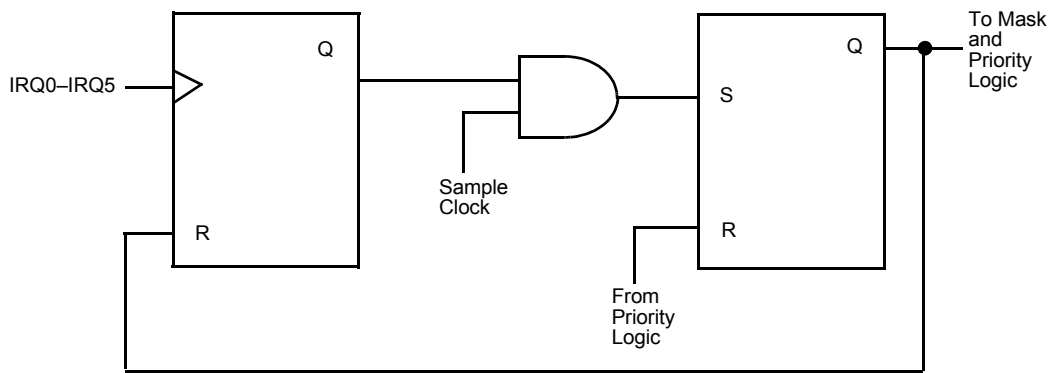 Q
IRQ0–IRQ5
R
Sample
Clock
Q
S
R
From
Priority
Logic
To Mask
and
Priority
Logic